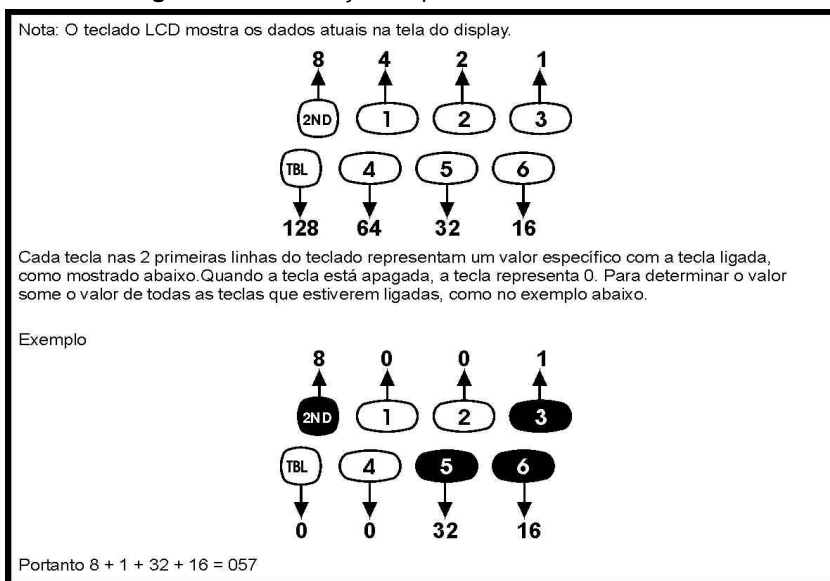 Nota: O teclado LCD mostra os dados atuais na tela do display.
8 4 2 1
2ND 1 2 3
TBL 4 5 6
128 64 32 16
Cada tecla nas 2 primeiras linhas do teclado representam um valor específico com a tecla ligada,
como mostrado abaixo.Quando a tecla está apagada, a tecla representa 0. Para determinar o valor
some o valor de todas as teclas que estiverem ligadas, como no exemplo abaixo.
Exemplo
8 0 0 1
2ND 1 2 3
TBL 4 5 6
0 0 32 16
Portanto 8 + 1 + 32 + 16 = 057